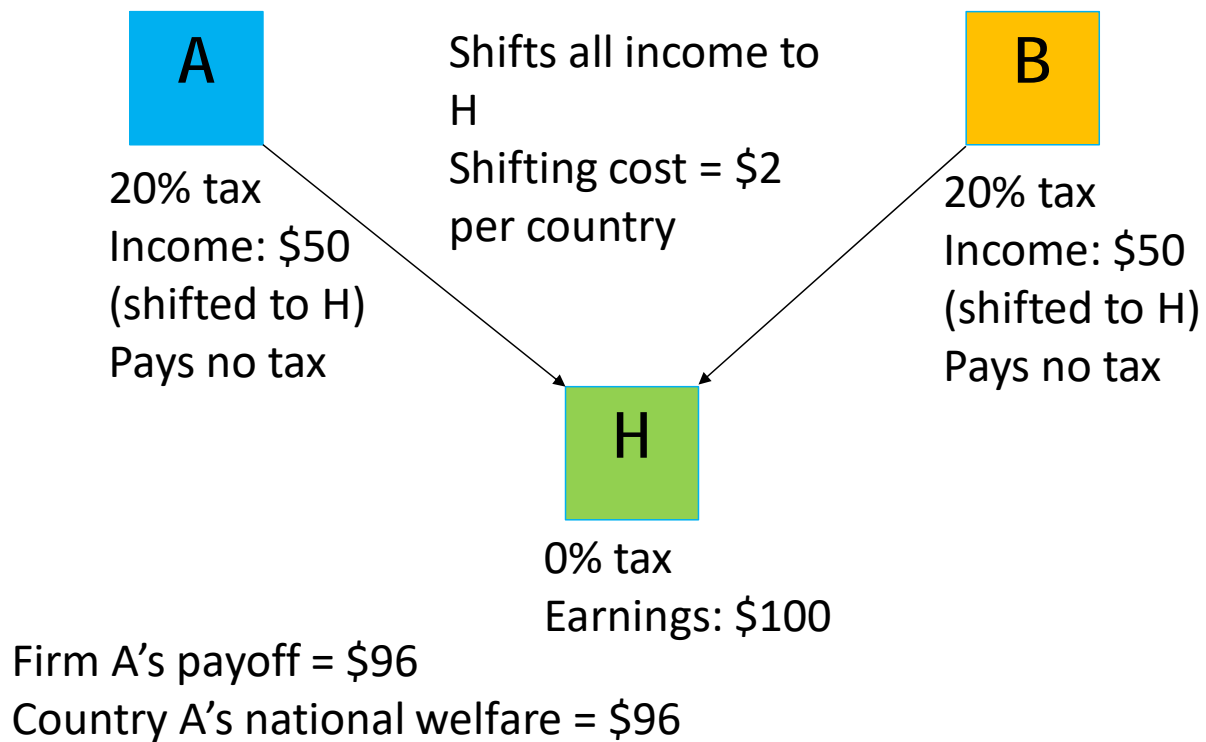 A
Shifts all income to
H
Shifting cost = $2
per country
B
20% tax
Income: $50
(shifted to H)
Pays no tax
20% tax
Income: $50
(shifted to H)
Pays no tax
H
0% tax
Earnings: $100
Firm A’s payoff = $96
Country A’s national welfare = $96